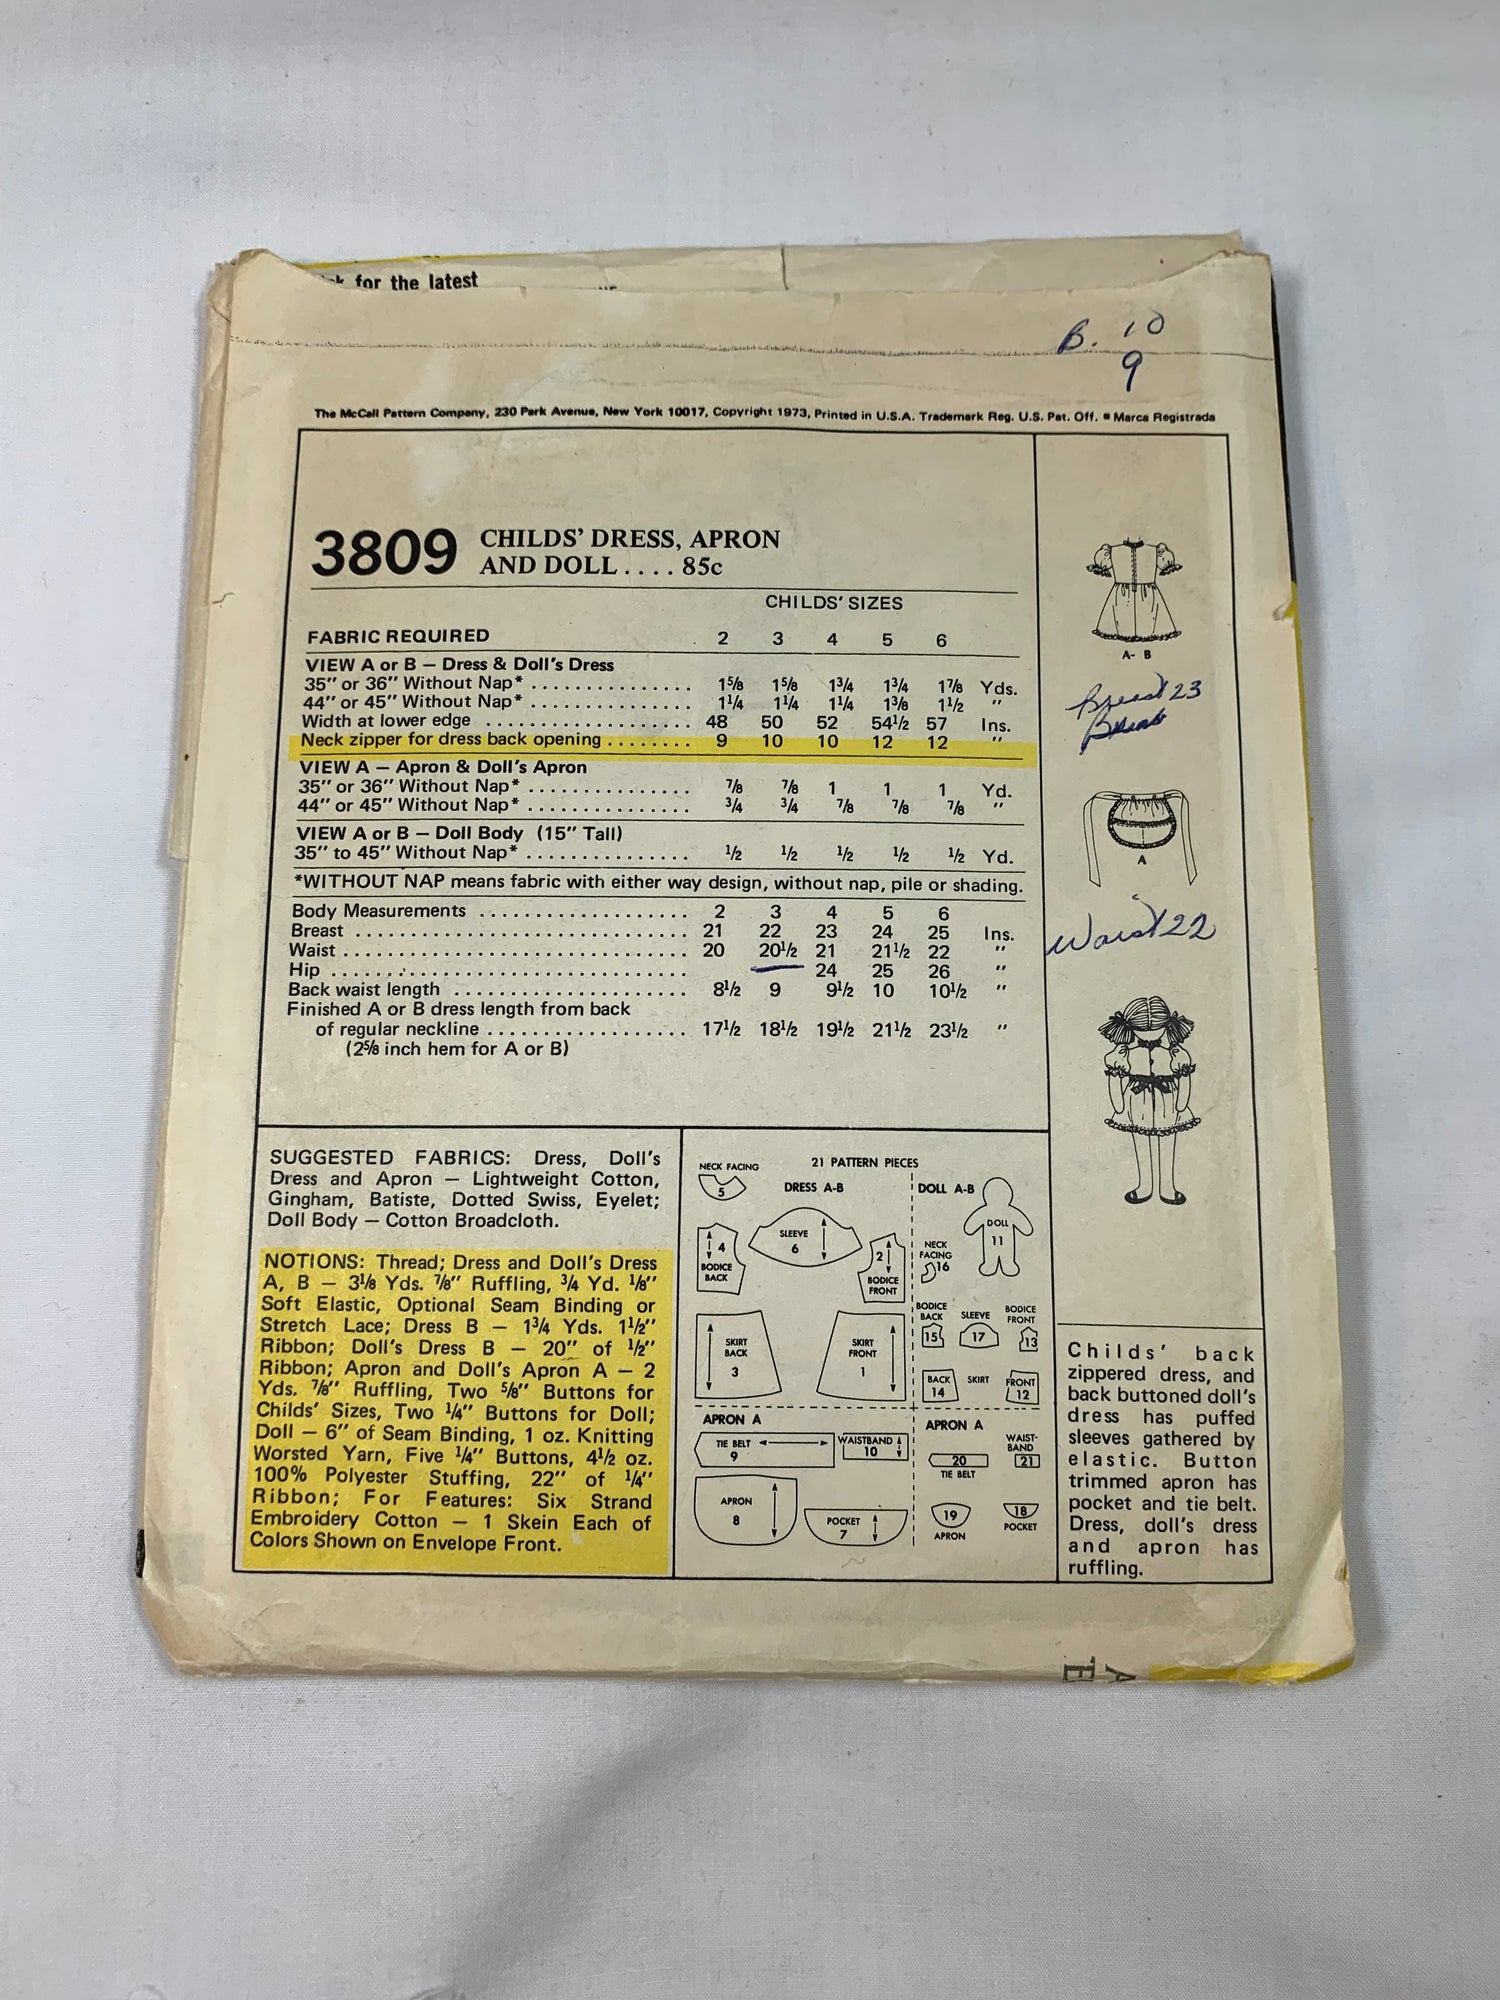 for the latest
B. 10
9
The McCall Pattern Company, 230 Park Avenue, New York 10017, Copyright 1973, Printed in U.S.A. Trademark Reg. U.S. Pat. Off. ■ Marca Registrada
3809 CHILDS' DRESS, APRON
AND DOLL .... 85c
CHILDS' SIZES
FABRIC REQUIRED 2 3 4 5 6
VIEW A or B — Dress & Doll's Dress
35" or 36" Without Nap* 1⅝ 1⅝ 1¾ 1¾ 1⅞ Yds.
44" or 45" Without Nap* 1¼ 1¼ 1¼ 1⅜ 1½ "
Width at lower edge 48 50 52 54½ 57 Ins.
Neck zipper for dress back opening 9 10 10 12 12 "
VIEW A — Apron & Doll's Apron
35" or 36" Without Nap* ⅞ ⅞ 1 1 1 Yd.
44" or 45" Without Nap* ¾ ¾ ⅞ ⅞ ⅞ "
VIEW A or B — Doll Body (15" Tall)
35" to 45" Without Nap* ½ ½ ½ ½ ½ Yd.
*WITHOUT NAP means fabric with either way design, without nap, pile or shading.
Body Measurements 2 3 4 5 6
Breast 21 22 23 24 25 Ins.
Waist 20 20½ 21 21½ 22 "
Hip 24 25 26 "
Back waist length 8½ 9 9½ 10 10½ "
Finished A or B dress length from back
of regular neckline 17½ 18½ 19½ 21½ 23½ "
(2⅝ inch hem for A or B)
A- B
Breast 23
A
Waist 22
SUGGESTED FABRICS: Dress, Doll's
Dress and Apron — Lightweight Cotton,
Gingham, Batiste, Dotted Swiss, Eyelet;
Doll Body — Cotton Broadcloth.
NOTIONS: Thread; Dress and Doll's Dress
A, B — 3⅛ Yds. ⅞" Ruffling, ¾ Yd. ⅛"
Soft Elastic, Optional Seam Binding or
Stretch Lace; Dress B — 1¾ Yds. 1½"
Ribbon; Doll's Dress B — 20" of ½"
Ribbon; Apron and Doll's Apron A — 2
Yds. ⅞" Ruffling, Two ⅝" Buttons for
Childs' Sizes, Two ¼" Buttons for Doll;
Doll — 6" of Seam Binding, 1 oz. Knitting
Worsted Yarn, Five ¼" Buttons, 4½ oz.
100% Polyester Stuffing, 22" of ¼"
Ribbon; For Features: Six Strand
Embroidery Cotton — 1 Skein Each of
Colors Shown on Envelope Front.
21 PATTERN PIECES
NECK FACING
5
DRESS A-B
SLEEVE
6
4
BODICE
BACK
2
BODICE
FRONT
SKIRT
BACK
3
SKIRT
FRONT
1
APRON A
TIE BELT
9
WAISTBAND
10
APRON
8
POCKET
7
DOLL A-B
DOLL
11
NECK
FACING
16
BODICE
BACK
15
SLEEVE
17
BODICE
FRONT
13
BACK
14
SKIRT
FRONT
12
APRON A
20
TIE BELT
WAIST-
BAND
21
19
APRON
18
POCKET
Childs' back
zippered dress, and
back buttoned doll's
dress has puffed
sleeves gathered by
elastic. Button
trimmed apron has
pocket and tie belt.
Dress, doll's dress
and apron has
ruffling.